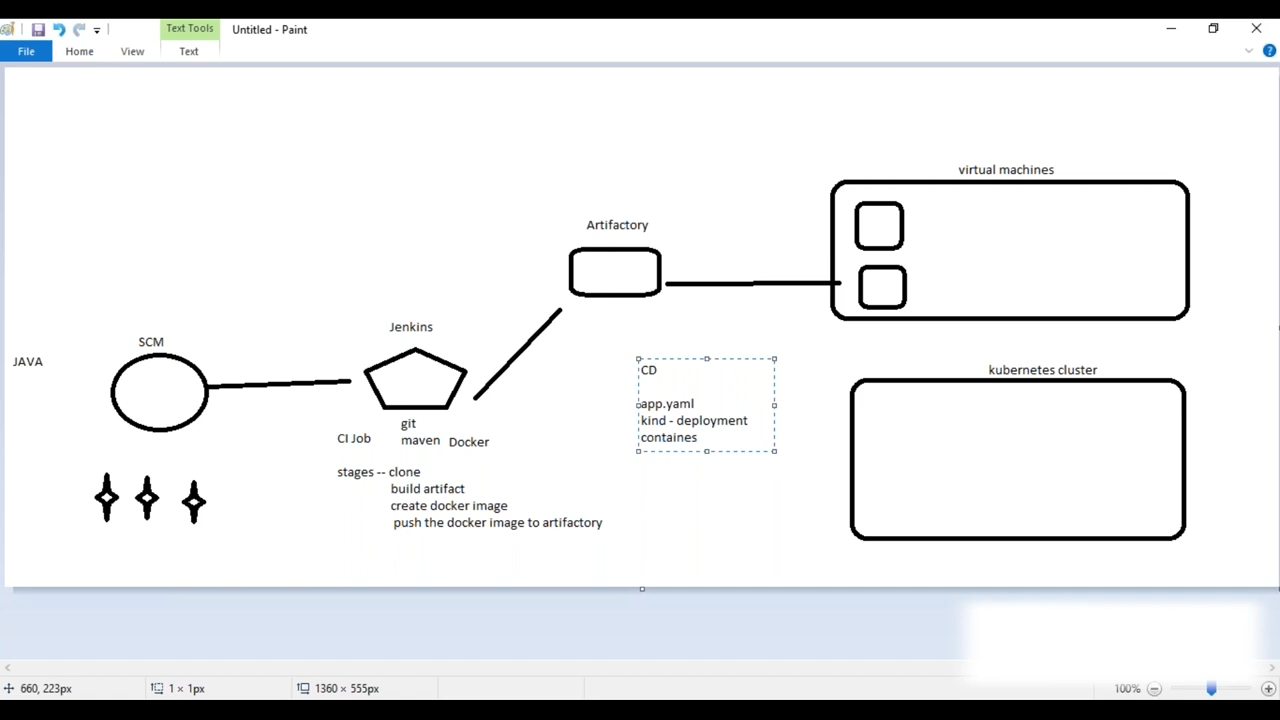 Text Tools
Untitled - Paint
File
Home
View
Text
virtual machines
Artifactory
Jenkins
SCM
JAVA
CD
app.yaml
kind - deployment
containes
kubernetes cluster
git
maven
Docker
CI Job
stages -- clone
build artifact
create docker image
push the docker image to artifactory
660, 223px
1 × 1px
1360 × 555px
100%